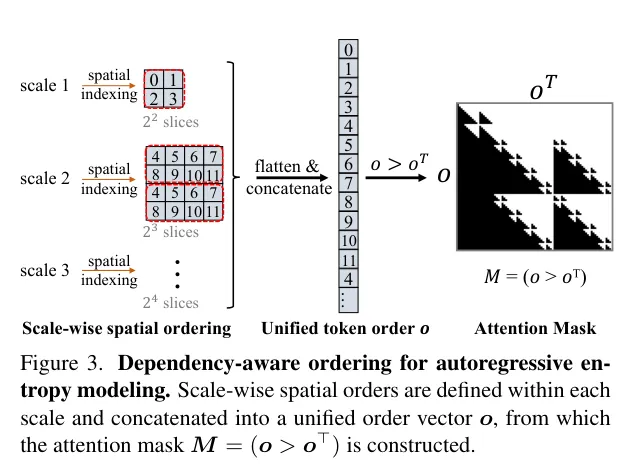 scale 1
spatial
indexing
0 1
2 3
2² slices
scale 2
spatial
indexing
4 5 6 7
8 9 10 11
4 5 6 7
8 9 10 11
2³ slices
scale 3
spatial
indexing
⋮
2⁴ slices
flatten &
concatenate
0
1
2
3
4
5
6
7
8
9
10
11
4
⋮
o > oᵀ
oᵀ
o
M = (o > oᵀ)
Scale-wise spatial ordering
Unified token order o
Attention Mask
Figure 3. Dependency-aware ordering for autoregressive en-
tropy modeling. Scale-wise spatial orders are defined within each
scale and concatenated into a unified order vector o, from which
the attention mask M = (o > o⊤) is constructed.